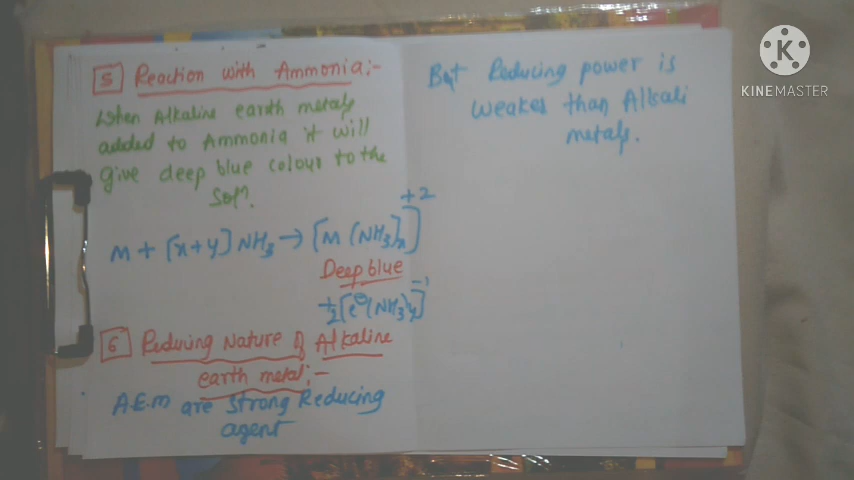 5 Reaction with Ammonia:-
When Alkaline earth metals
added to Ammonia it will
give deep blue colour to the
Solⁿ.
M + [x+y] NH3 → [M (NH3)x]+2
Deep blue
+2[e⊖(NH3)y]-1
6 Reducing Nature of Alkaline
earth metal:-
A.E.M are Strong Reducing
agent
But Reducing power is
weaker than Alkali
metals.
K
KINEMASTER